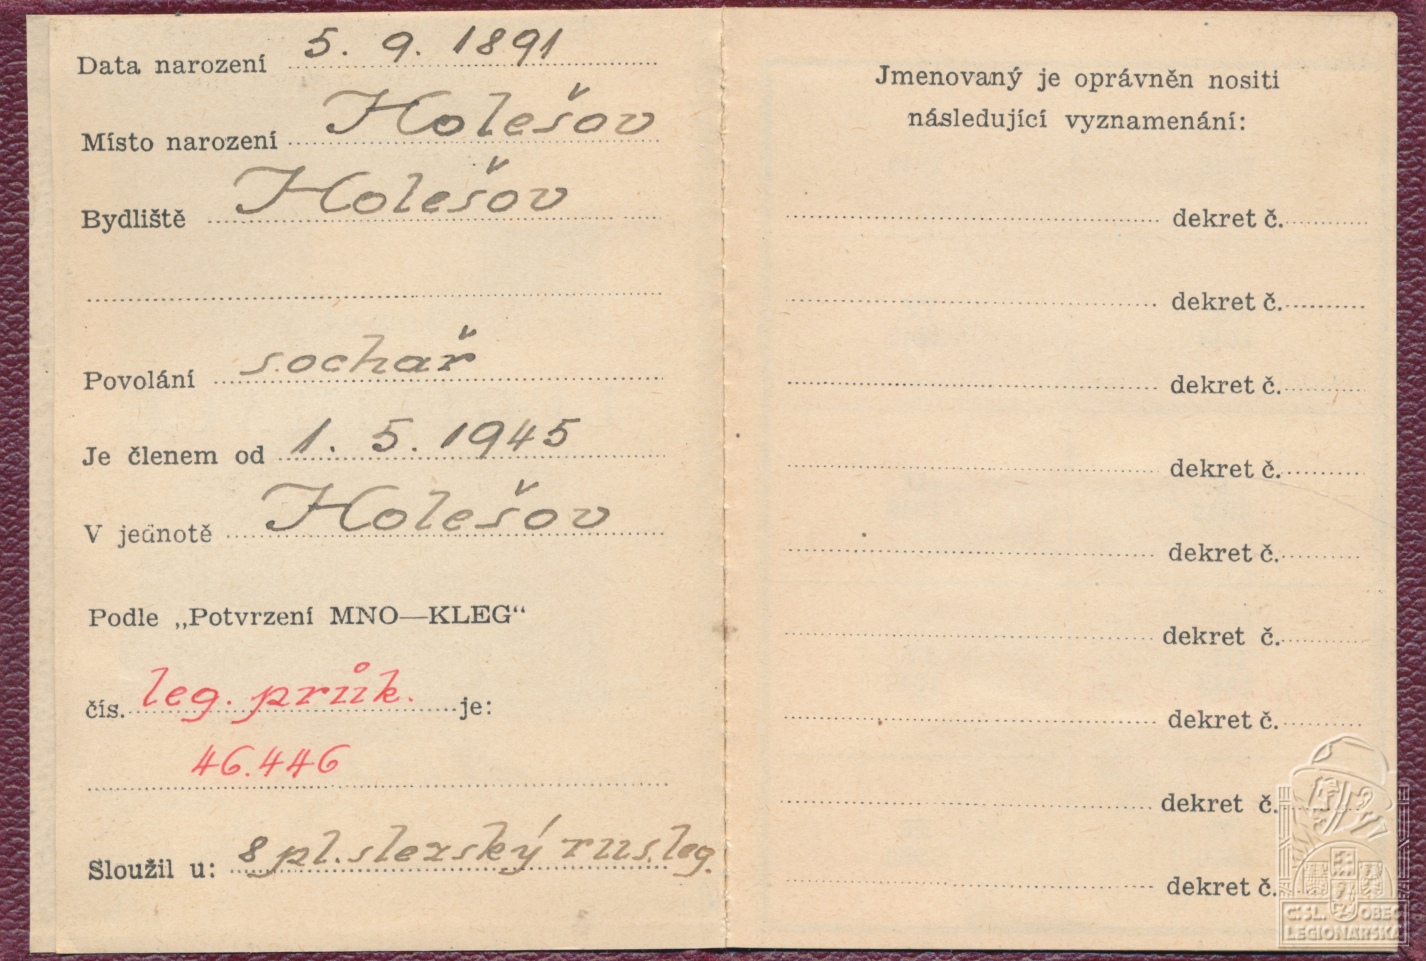 Data narození 5. 9. 1891
Místo narození Holešov
Bydliště Holešov
Povolání sochař
Je členem od 1. 5. 1945
V jednotě Holešov
Podle „Potvrzení MNO—KLEG“
čís. leg. průk. je:
46.446
Sloužil u: 8 pl. slezský rus. leg.
Jmenovaný je oprávněn nositi
následující vyznamenání:
dekret č.
dekret č.
dekret č.
dekret č.
dekret č.
dekret č.
dekret č.
dekret č.
dekret č.
ČSL. OBEC
LEGIONÁŘSKÁ